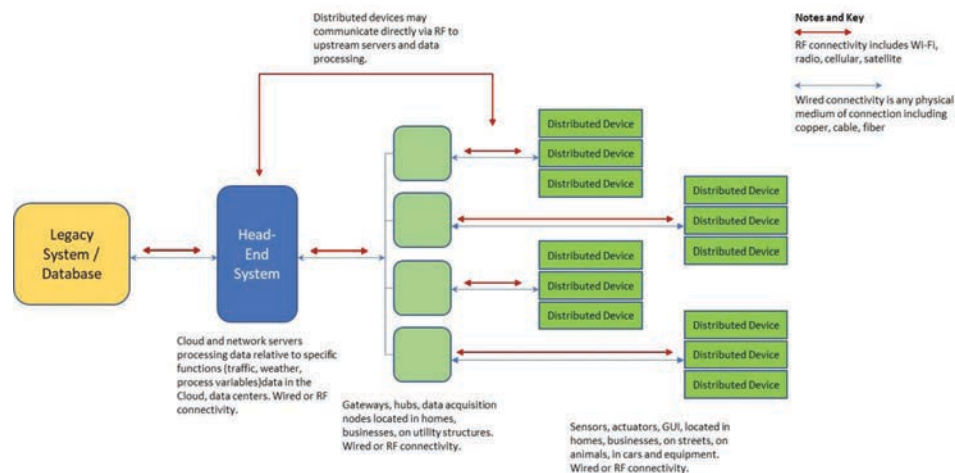 Distributed devices may
communicate directly via RF to
upstream servers and data
processing.
Notes and Key
RF connectivity includes Wi-Fi,
radio, cellular, satellite
Wired connectivity is any physical
medium of connection including
copper, cable, fiber
Legacy
System /
Database
Head-
End
System
Distributed Device
Distributed Device
Distributed Device
Distributed Device
Distributed Device
Distributed Device
Distributed Device
Distributed Device
Distributed Device
Distributed Device
Distributed Device
Distributed Device
Cloud and network servers
processing data relative to specific
functions (traffic, weather,
process variables)data in the
Cloud, data centers. Wired or RF
connectivity.
Gateways, hubs, data acquisition
nodes located in homes,
businesses, on utility structures.
Wired or RF connectivity.
Sensors, actuators, GUI, located in
homes, businesses, on streets, on
animals, in cars and equipment.
Wired or RF connectivity.